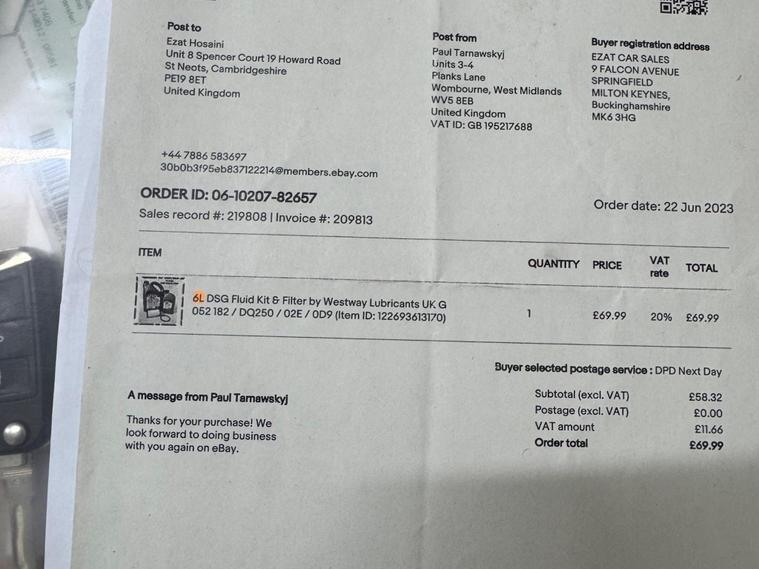 Post to
Ezat Hosaini
Unit 8 Spencer Court 19 Howard Road
St Neots, Cambridgeshire
PE19 8ET
United Kingdom
Post from
Paul Tarnawskyj
Units 3-4
Planks Lane
Wombourne, West Midlands
WV5 8EB
United Kingdom
VAT ID: GB 195217688
Buyer registration address
EZAT CAR SALES
9 FALCON AVENUE
SPRINGFIELD
MILTON KEYNES,
Buckinghamshire
MK6 3HG
+44 7886 583697
30b0b3f95eb837122214@members.ebay.com
ORDER ID: 06-10207-82657
Sales record #: 219808 | Invoice #: 209813
Order date: 22 Jun 2023
ITEM QUANTITY PRICE VAT rate TOTAL
6L DSG Fluid Kit & Filter by Westway Lubricants UK G
052 182 / DQ250 / 02E / 0D9 (Item ID: 122693613170)
1 £69.99 20% £69.99
Buyer selected postage service : DPD Next Day
Subtotal (excl. VAT) £58.32
Postage (excl. VAT) £0.00
VAT amount £11.66
Order total £69.99
A message from Paul Tarnawskyj
Thanks for your purchase! We
look forward to doing business
with you again on eBay.